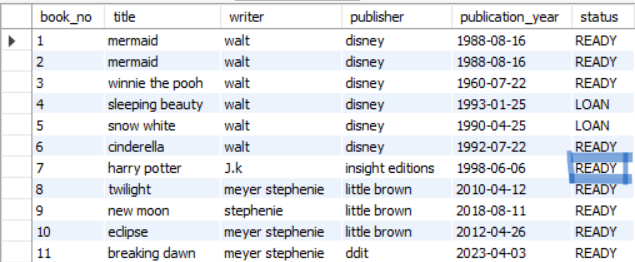 book_no title writer publisher publication_year status
1 mermaid walt disney 1988-08-16 READY
2 mermaid walt disney 1988-08-16 READY
3 winnie the pooh walt disney 1960-07-22 READY
4 sleeping beauty walt disney 1993-01-25 LOAN
5 snow white walt disney 1990-04-25 LOAN
6 cinderella walt disney 1992-07-22 READY
7 harry potter J.k insight editions 1998-06-06 READY
8 twilight meyer stephenie little brown 2010-04-12 READY
9 new moon stephenie little brown 2018-08-11 READY
10 eclipse meyer stephenie little brown 2012-04-26 READY
11 breaking dawn meyer stephenie ddit 2023-04-03 READY